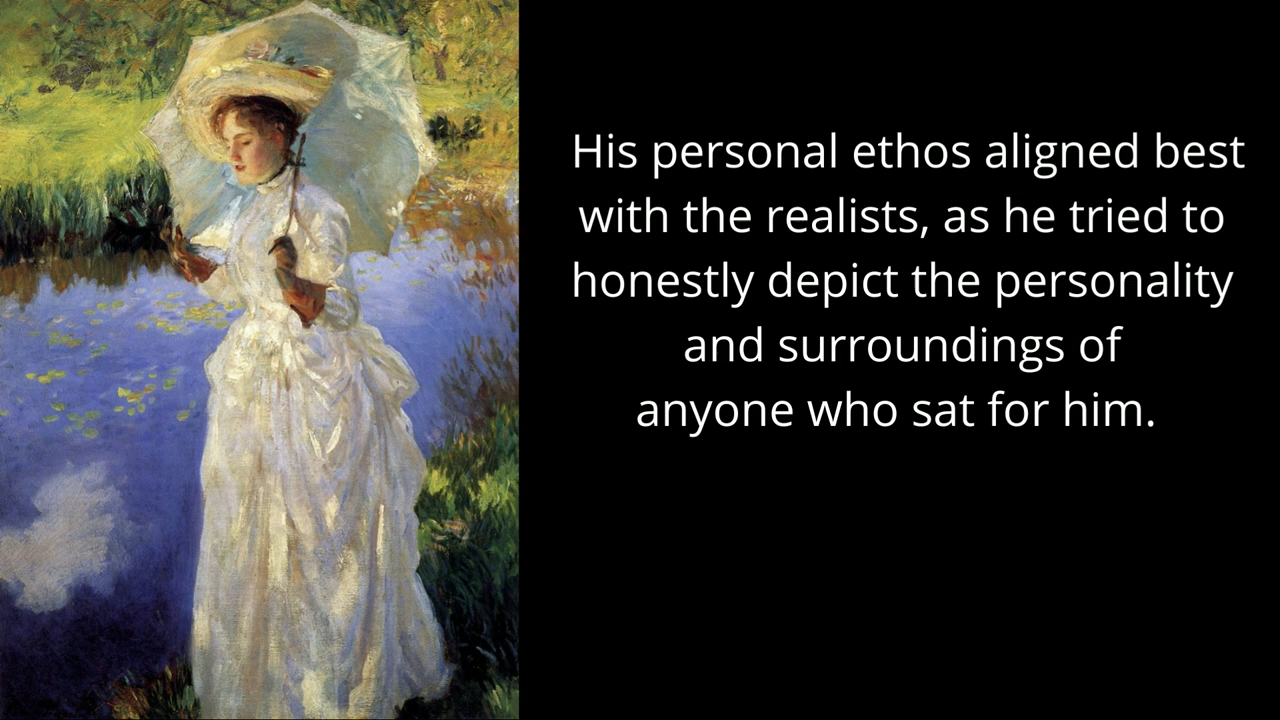 His personal ethos aligned best
with the realists, as he tried to
honestly depict the personality
and surroundings of
anyone who sat for him.